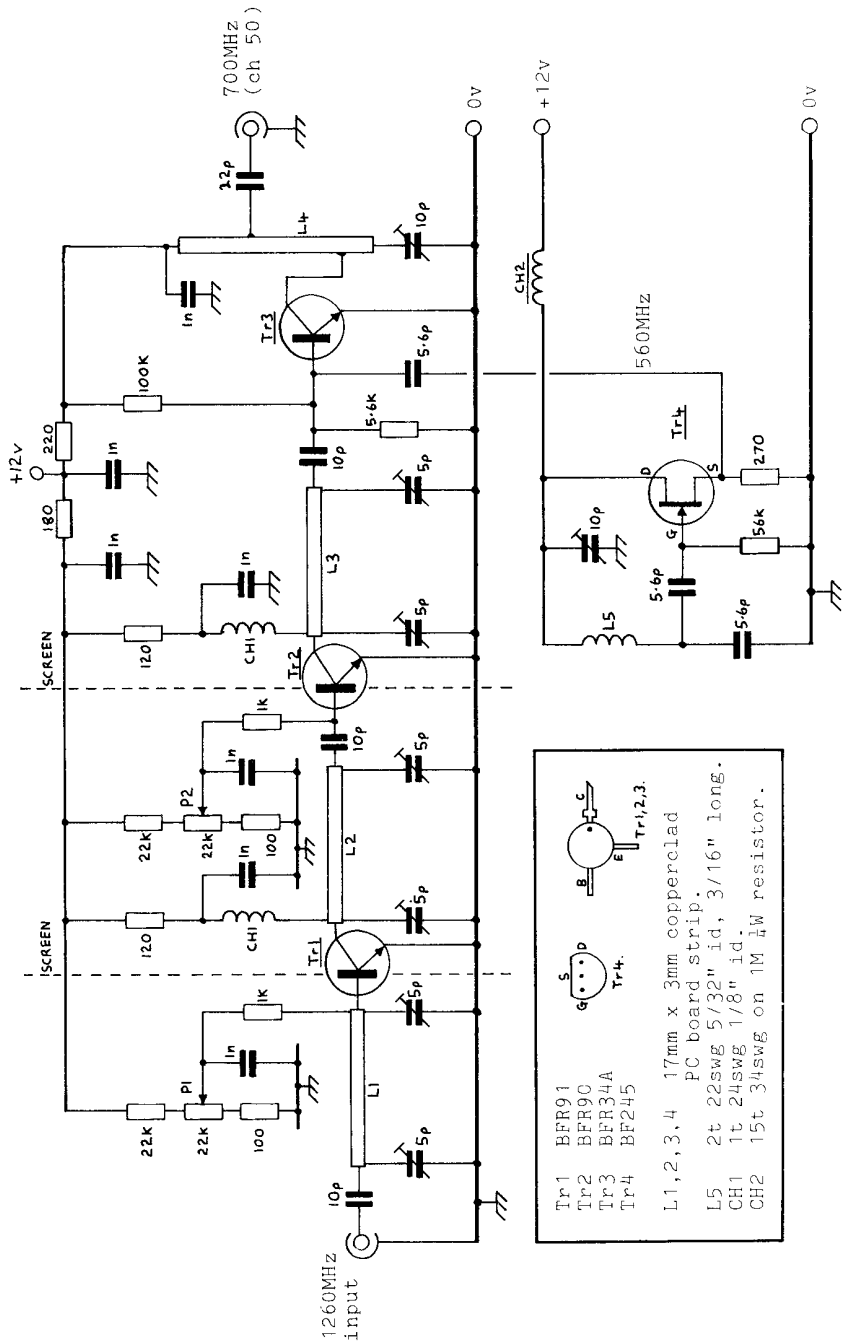 SCREEN
SCREEN
+12v
180
220
1n
1n
1n
100K
22k
P1
22k
100
1n
1k
120
1n
CH1
22k
P2
22k
100
1n
1k
120
1n
CH1
22p
700MHz
(ch 50)
1260MHz
input
10p
L1
5p
5p
Tr1
L2
5p
5p
10p
Tr2
L3
5p
5p
10p
5.6k
5.6p
Tr3
L4
10p
0v
560MHz
CH2
+12v
L5
10p
5.6p
5.6p
G
D
S
Tr4
56k
270
0v
Tr1 BFR91
Tr2 BFR90
Tr3 BFR34A
Tr4 BF245
G
S
D
Tr4.
B
C
E
Tr1,2,3.
L1,2,3,4 17mm x 3mm copperclad
PC board strip.
L5 2t 22swg 5/32" id, 3/16" long.
CH1 1t 24swg 1/8" id.
CH2 15t 34swg on 1M ¼W resistor.